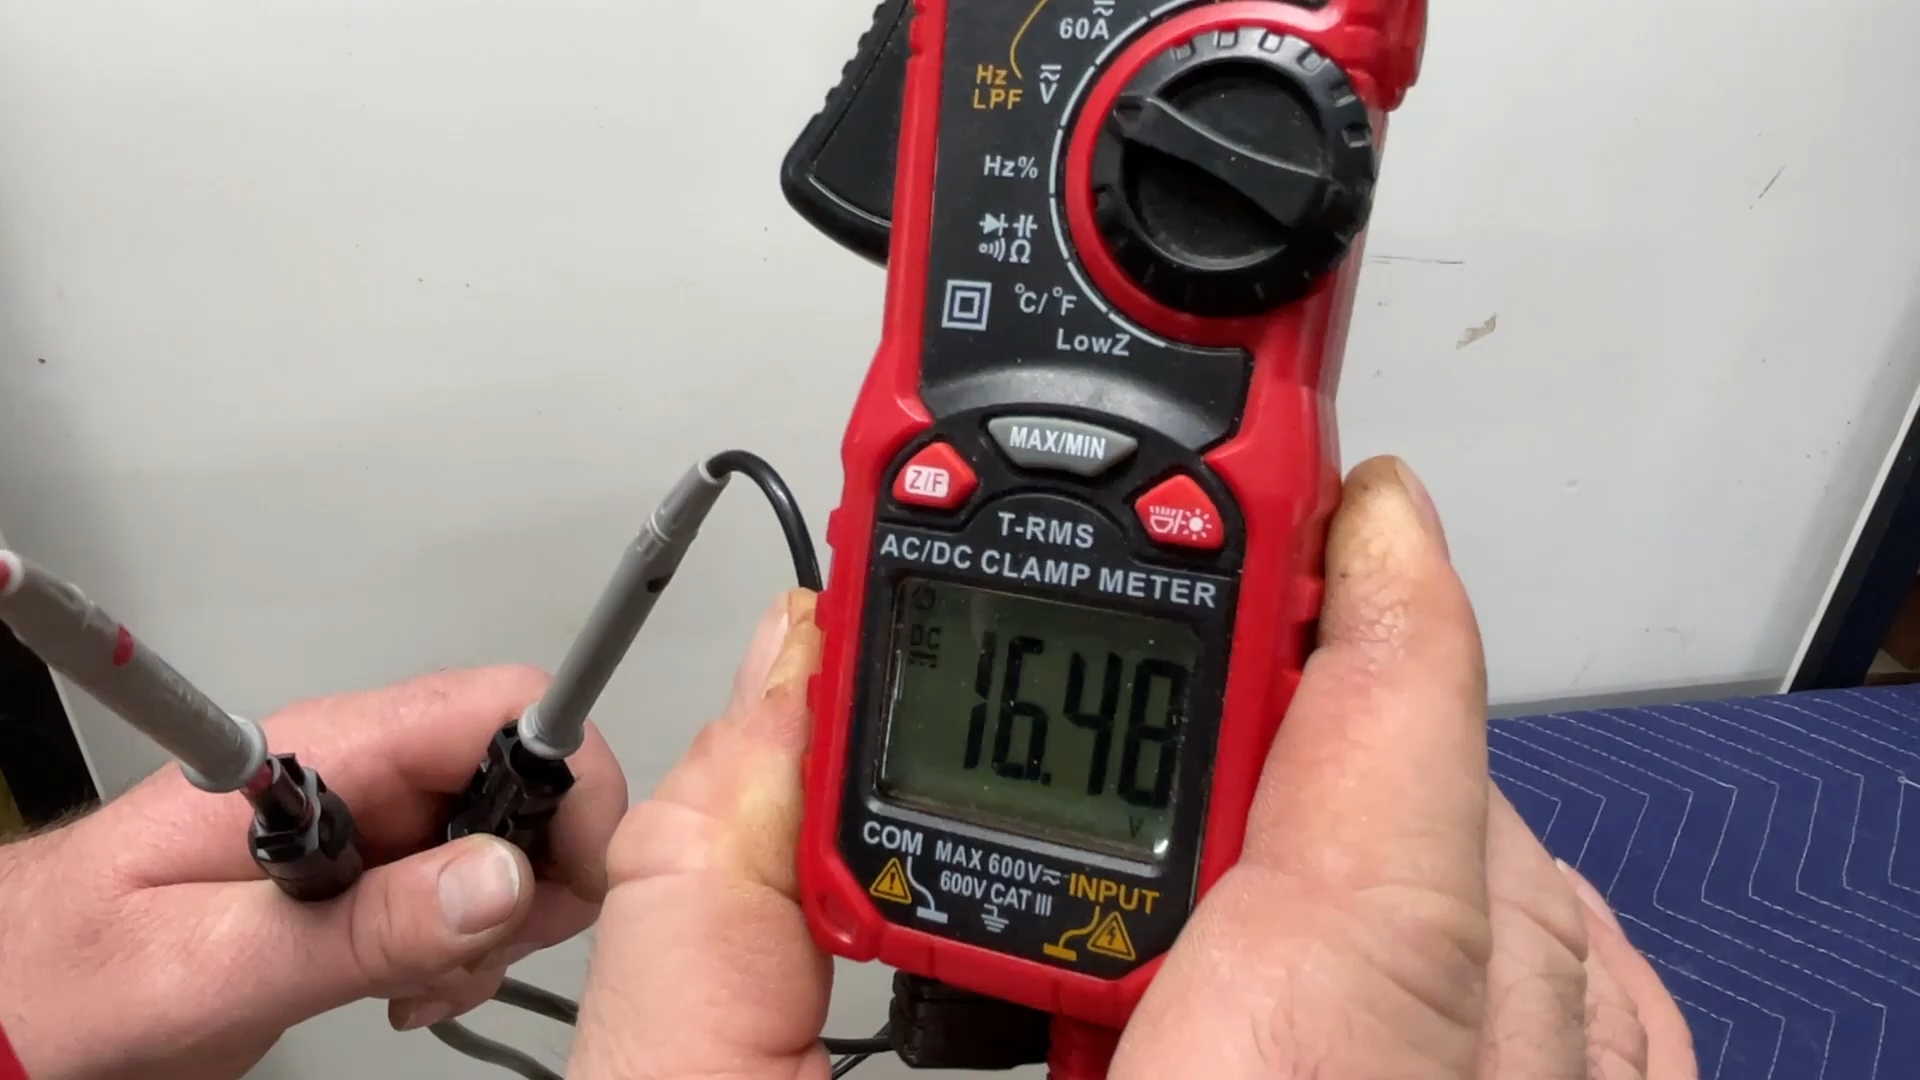 60A
Hz
LPF
V
Hz%
Ω
°C/°F
LowZ
MAX/MIN
Z/F
T-RMS
AC/DC CLAMP METER
DC
16.48
V
COM
MAX 600V
600V CAT III
INPUT